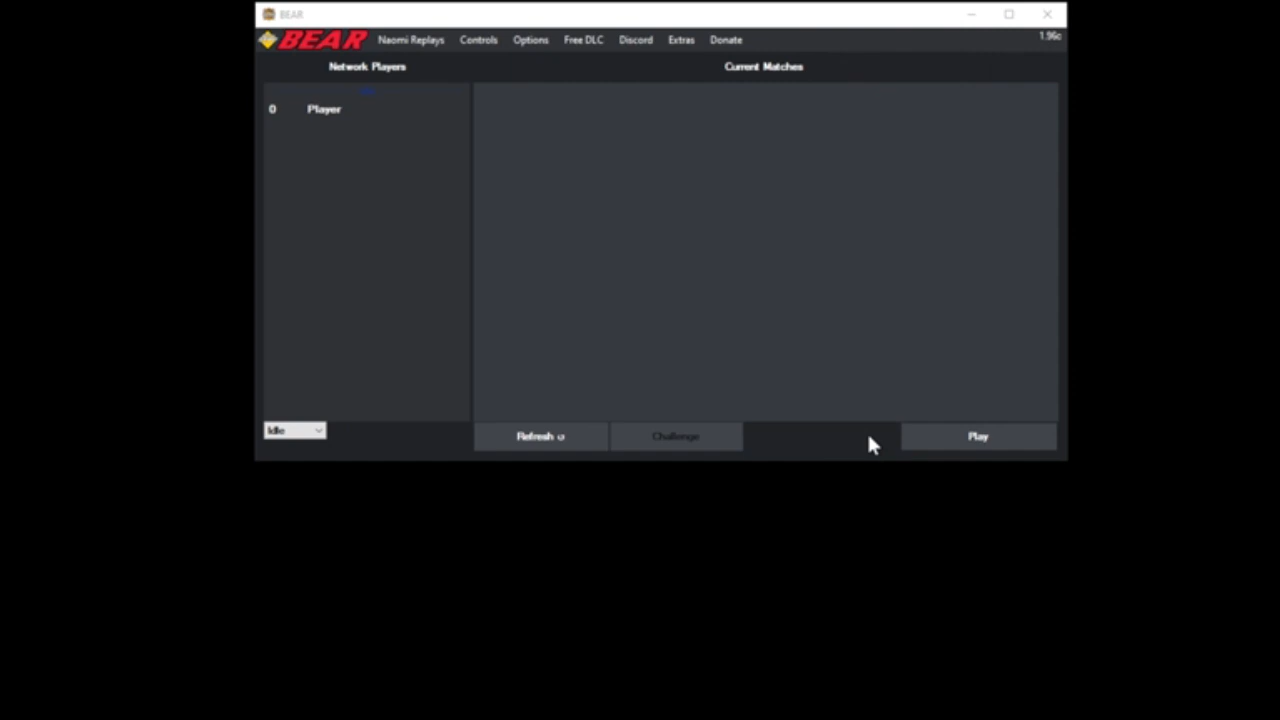 BEAR
BEAR Naomi Replays Controls Options Free DLC Discord Extras Donate 1.96c
Network Players Current Matches
0 Player
Idle Refresh Challenge Play